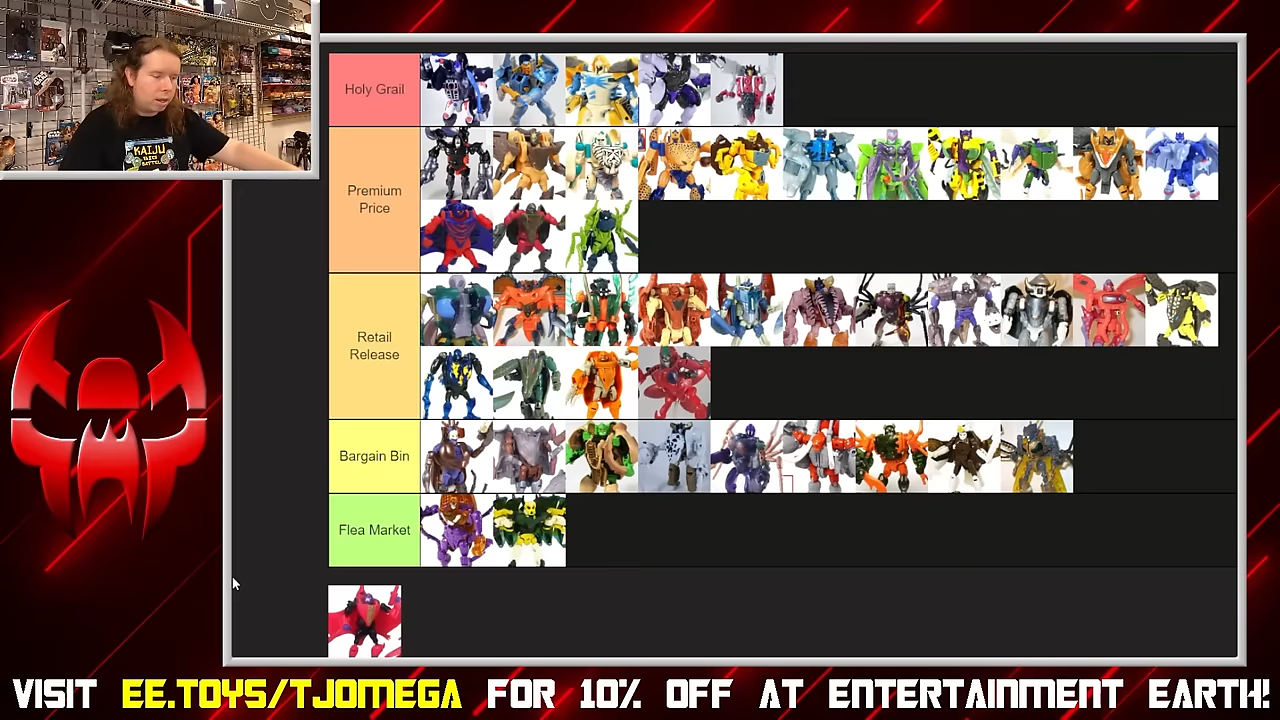 Holy Grail
Premium
Price
Retail
Release
Bargain Bin
Flea Market
KAIJU
VISIT EE.TOYS/TJOMEGA FOR 10% OFF AT ENTERTAINMENT EARTH!